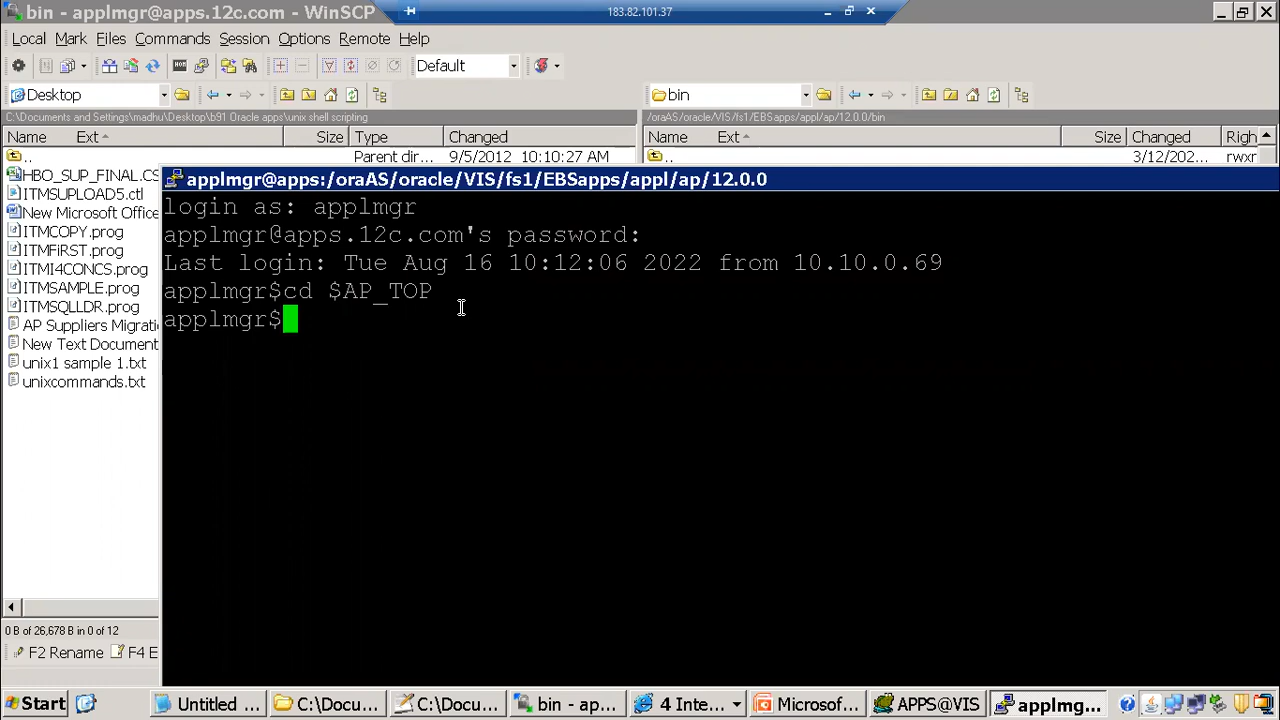 bin - applmgr@apps.12c.com - WinSCP
183.82.101.37
Local Mark Files Commands Session Options Remote Help
Default
Desktop
bin
C:\Documents and Settings\madhu\Desktop\b91 Oracle apps\unix shell scripting
/oraAS/oracle/VIS/fs1/EBSapps/appl/ap/12.0.0/bin
Name Ext Size Type Changed
Name Ext Size Changed Righ
.. Parent dir... 9/5/2012 10:10:27 AM
.. 3/12/202... rwxr
HBO_SUP_FINAL.CS
ITMSUPLOAD5.ctl
New Microsoft Office
ITMCOPY.prog
ITMFiRST.prog
ITMI4CONCS.prog
ITMSAMPLE.prog
ITMSQLLDR.prog
AP Suppliers Migrati
New Text Document
unix1 sample 1.txt
unixcommands.txt
applmgr@apps:/oraAS/oracle/VIS/fs1/EBSapps/appl/ap/12.0.0
login as: applmgr
applmgr@apps.12c.com's password:
Last login: Tue Aug 16 10:12:06 2022 from 10.10.0.69
applmgr$cd $AP_TOP
applmgr$
0 B of 26,678 B in 0 of 12
F2 Rename F4 E
Start Untitled ... C:\Docu... C:\Docu... bin - ap... 4 Inte... Microsof... APPS@VIS applmg...